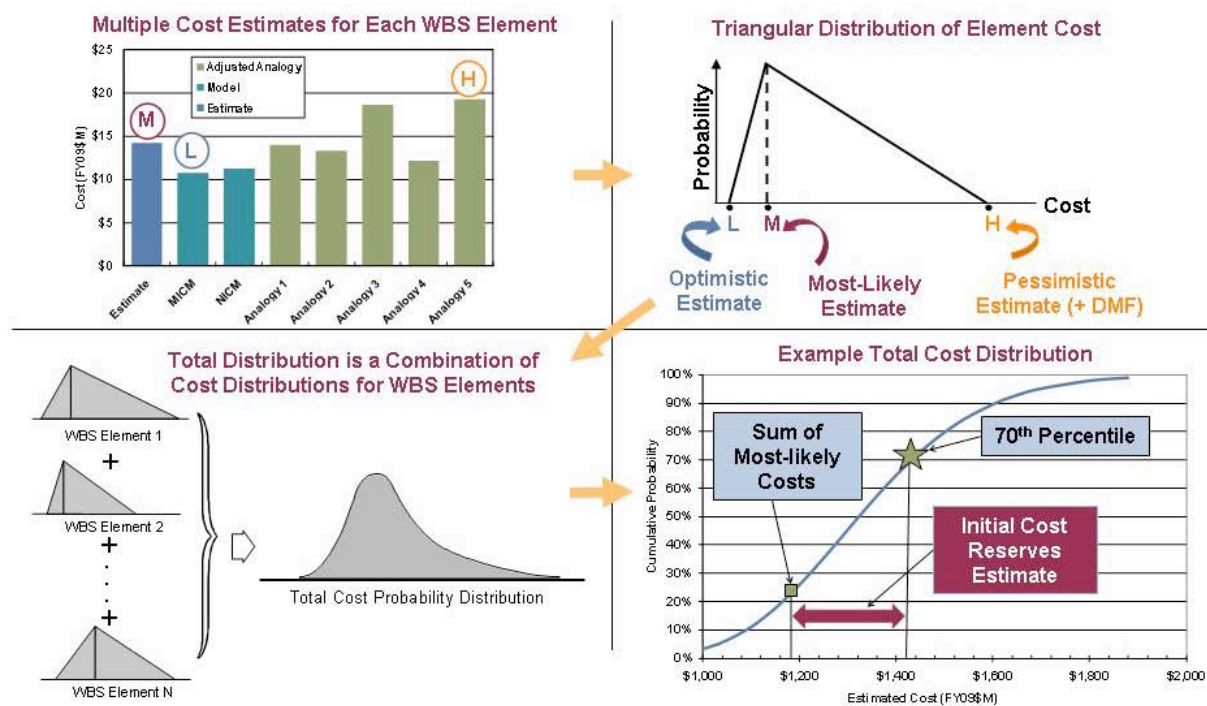 Multiple Cost Estimates for Each WBS Element
$25
$20
$15
$10
$5
$0
Cost (FY09$M)
Adjusted Analogy
Model
Estimate
M
L
H
Estimate
MICM
NICM
Analogy 1
Analogy 2
Analogy 3
Analogy 4
Analogy 5
Triangular Distribution of Element Cost
Probability
Cost
L
M
H
Optimistic
Estimate
Most-Likely
Estimate
Pessimistic
Estimate (+ DMF)
Total Distribution is a Combination of
Cost Distributions for WBS Elements
WBS Element 1
+
WBS Element 2
+
.
.
.
+
WBS Element N
Total Cost Probability Distribution
Example Total Cost Distribution
100%
90%
80%
70%
60%
50%
40%
30%
20%
10%
0%
Cumulative Probability
Sum of
Most-likely
Costs
70th Percentile
Initial Cost
Reserves
Estimate
$1,000
$1,200
$1,400
$1,600
$1,800
$2,000
Estimated Cost (FY09$M)